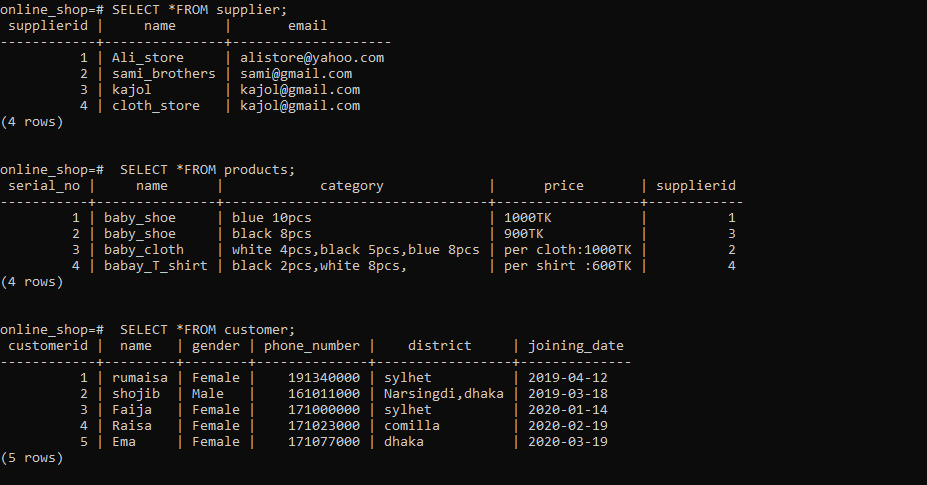 online_shop=# SELECT *FROM supplier;
 supplierid |     name      |       email
------------+---------------+--------------------
          1 | Ali_store     | alistore@yahoo.com
          2 | sami_brothers | sami@gmail.com
          3 | kajol         | kajol@gmail.com
          4 | cloth_store   | kajol@gmail.com
(4 rows)
online_shop=#  SELECT *FROM products;
 serial_no |     name      |            category             |      price      | supplierid
-----------+---------------+---------------------------------+-----------------+------------
         1 | baby_shoe     | blue 10pcs                      | 1000TK          |          1
         2 | baby_shoe     | black 8pcs                      | 900TK           |          3
         3 | baby_cloth    | white 4pcs,black 5pcs,blue 8pcs | per cloth:1000TK |          2
         4 | babay_T_shirt | black 2pcs,white 8pcs,          | per shirt :600TK |          4
(4 rows)
online_shop=#  SELECT *FROM customer;
 customerid |  name   | gender | phone_number |    district     | joining_date
------------+---------+--------+--------------+-----------------+--------------
          1 | rumaisa | Female |    191340000 | sylhet          | 2019-04-12
          2 | shojib  | Male   |    161011000 | Narsingdi,dhaka | 2019-03-18
          3 | Faija   | Female |    171000000 | sylhet          | 2020-01-14
          4 | Raisa   | Female |    171023000 | comilla         | 2020-02-19
          5 | Ema     | Female |    171077000 | dhaka           | 2020-03-19
(5 rows)